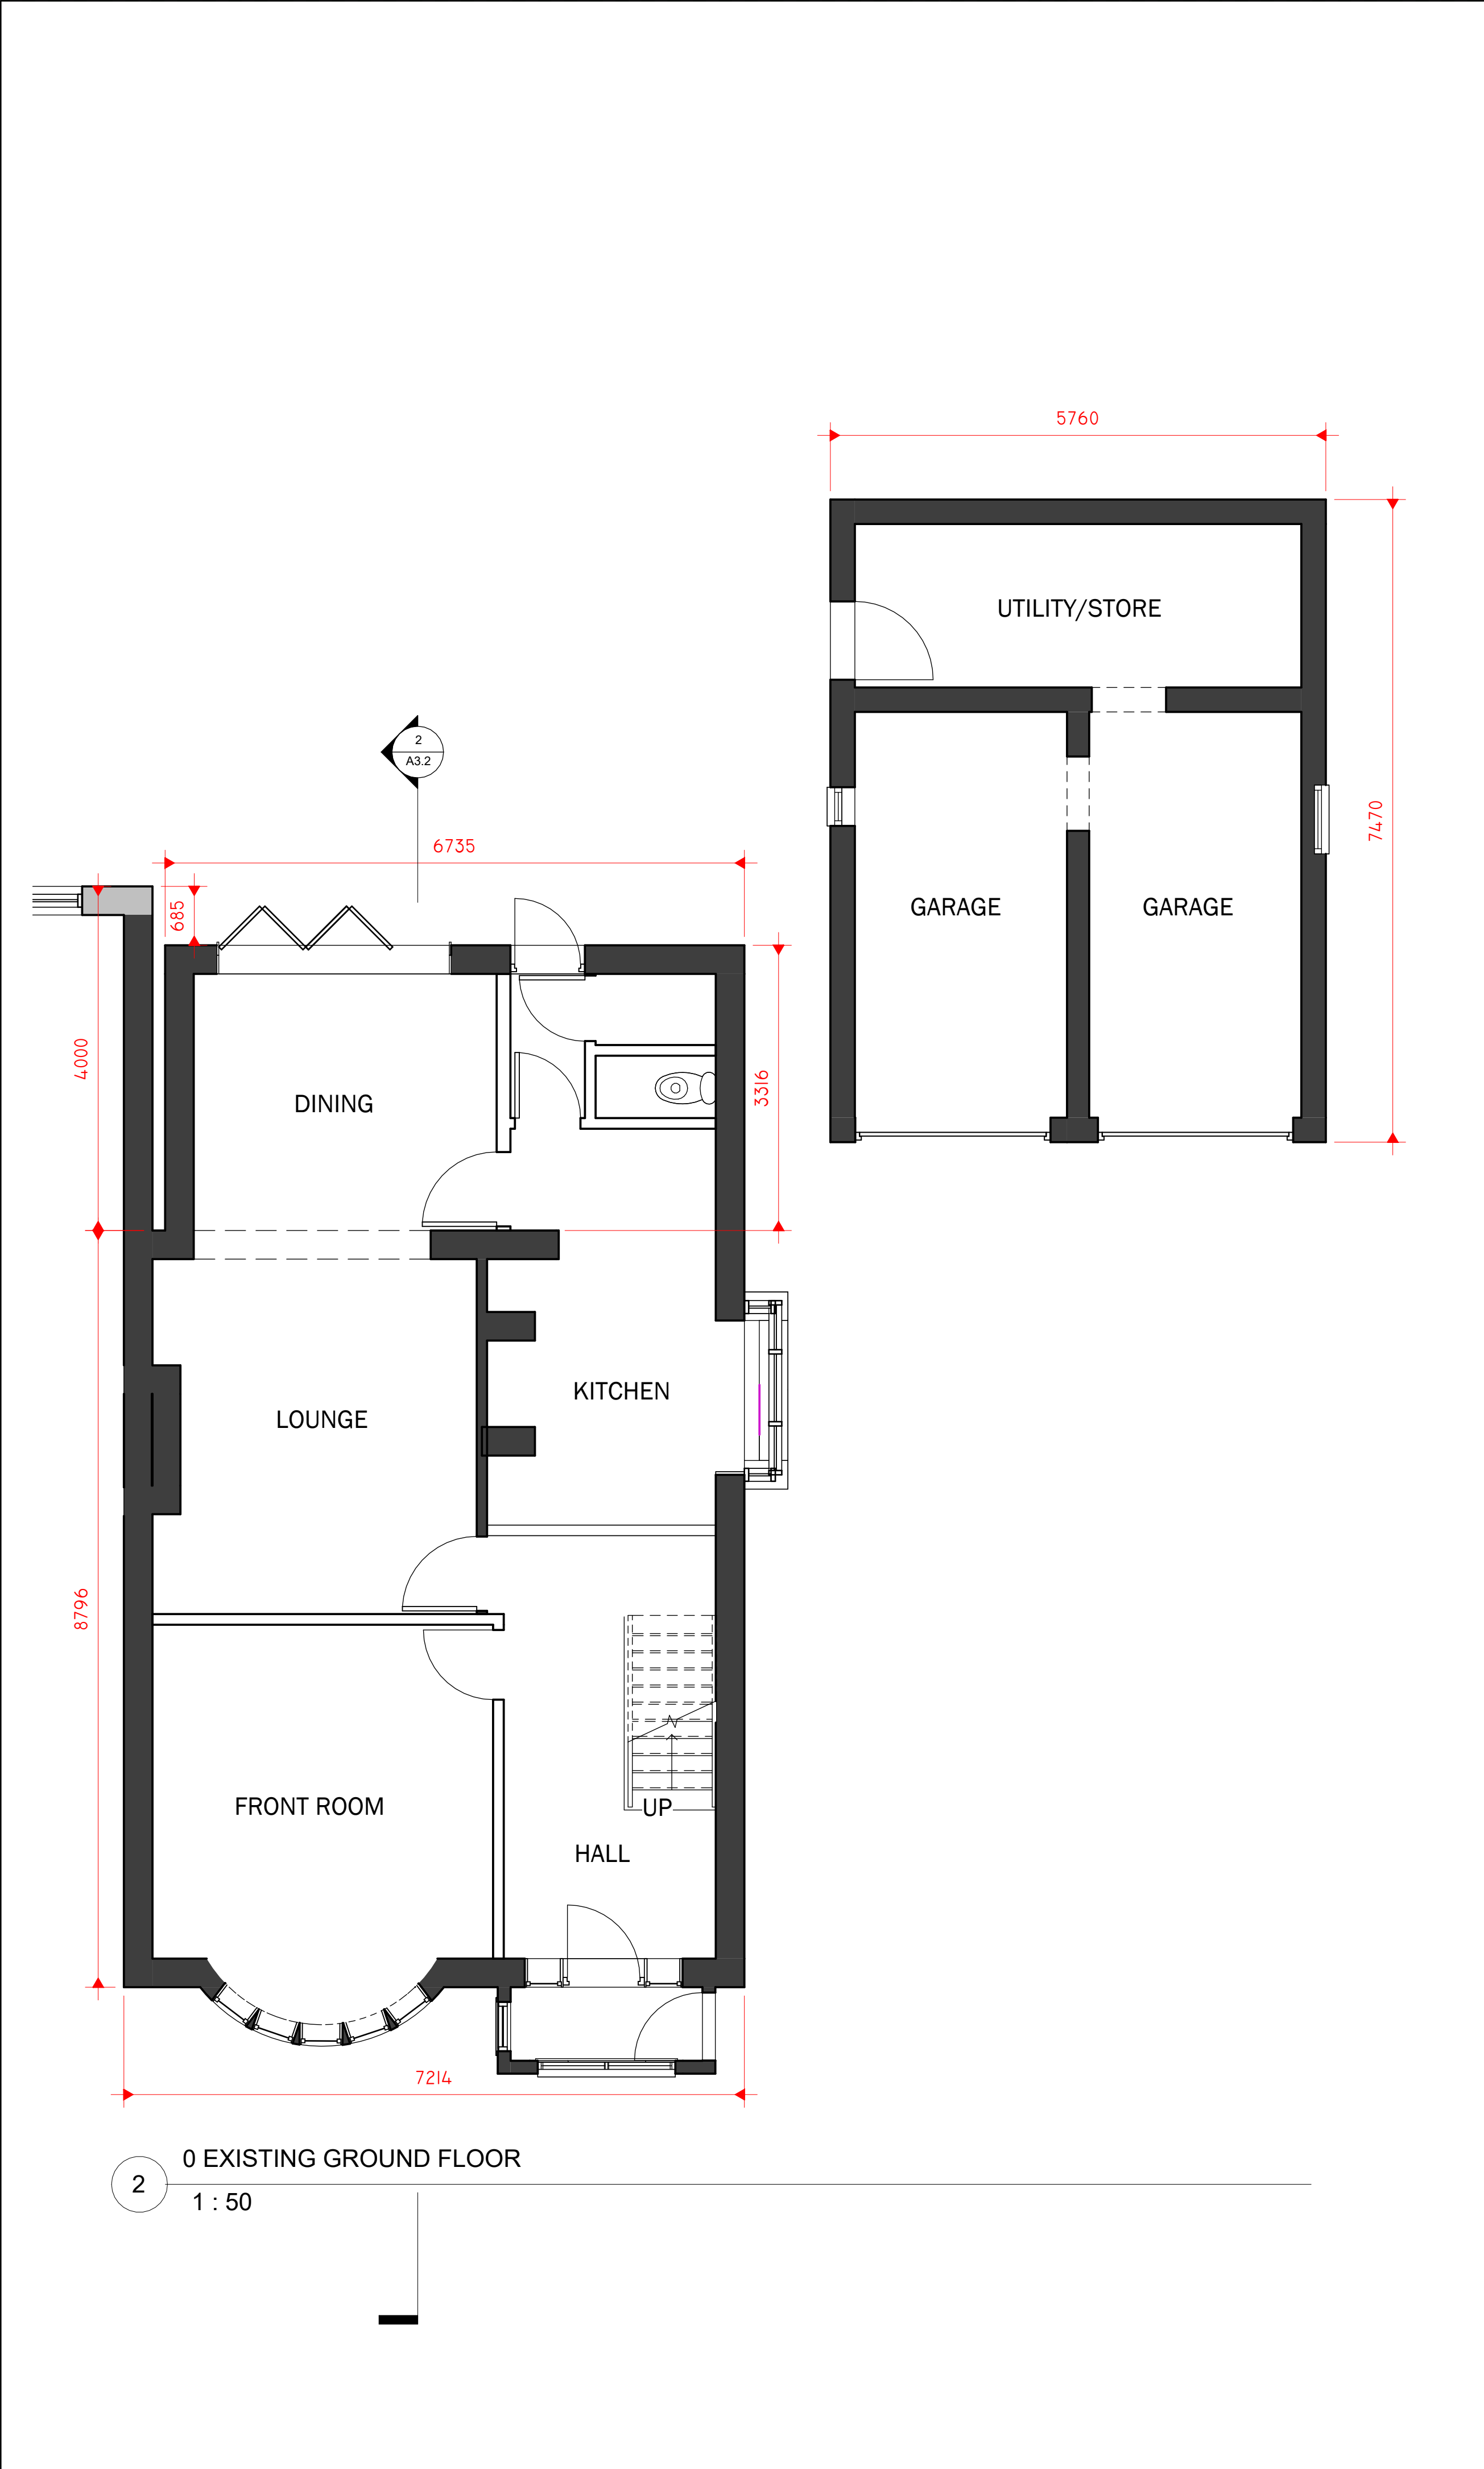 5760
UTILITY/STORE
2
A3.2
7470
6735
685
GARAGE
GARAGE
4000
3316
DINING
KITCHEN
LOUNGE
8796
FRONT ROOM
UP
HALL
7214
0 EXISTING GROUND FLOOR
2
1 : 50